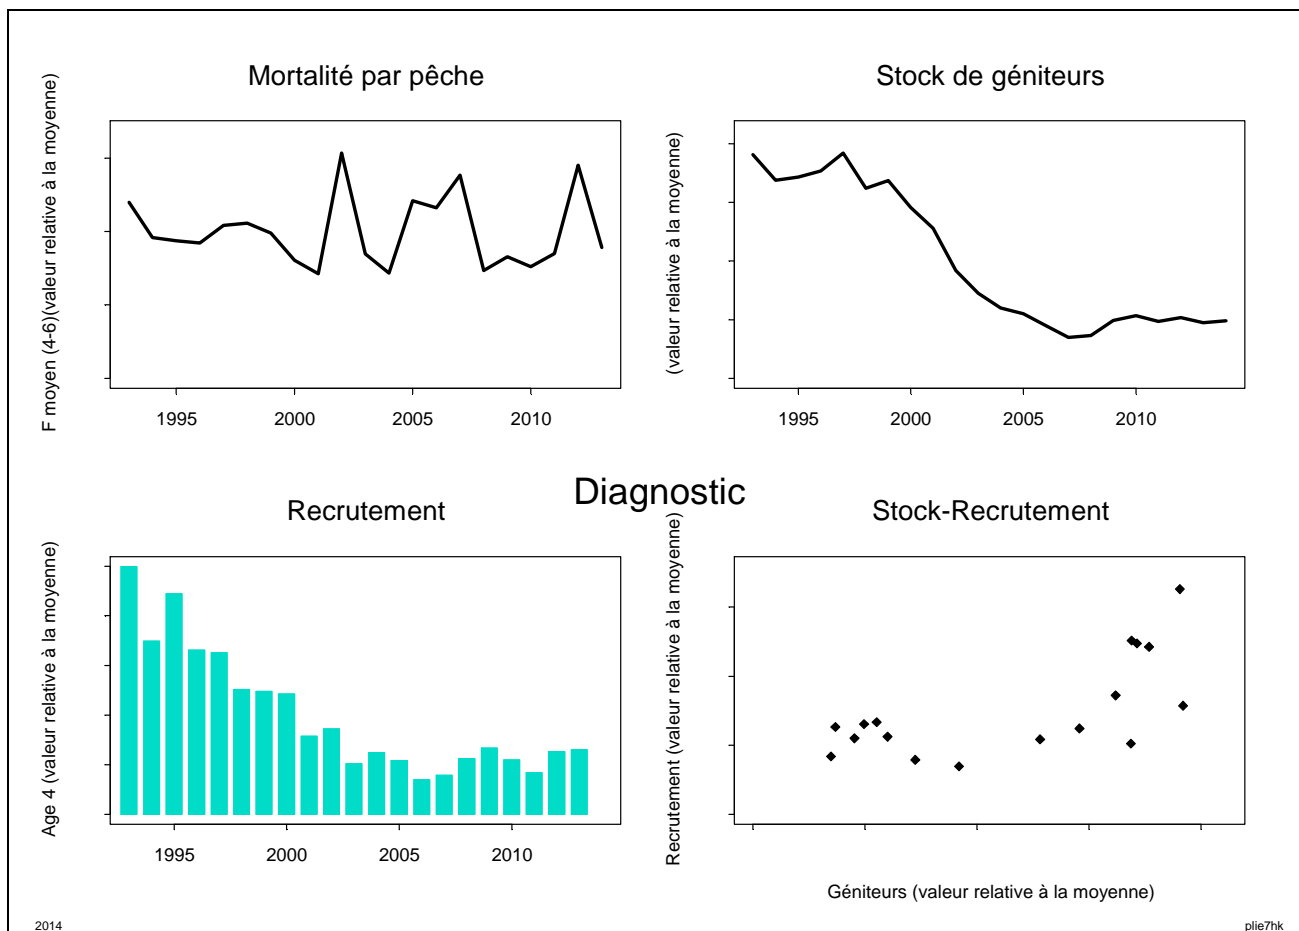 Mortalité par pêche
F moyen (4-6)(valeur relative à la moyenne)
1995 2000 2005 2010
Stock de géniteurs
(valeur relative à la moyenne)
1995 2000 2005 2010
Diagnostic
Recrutement
Age 4 (valeur relative à la moyenne)
1995 2000 2005 2010
Stock-Recrutement
Recrutement (valeur relative à la moyenne)
Géniteurs (valeur relative à la moyenne)
2014
plie7hk